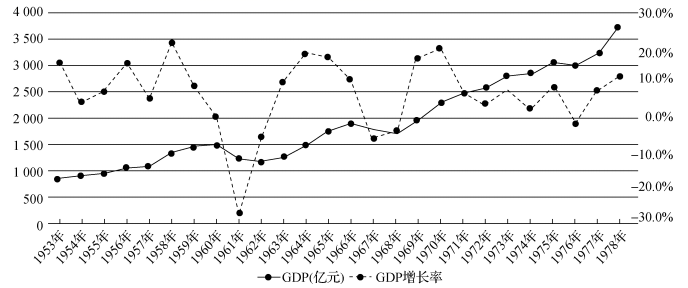 4 000
3 500
3 000
2 500
2 000
1 500
1 000
500
0
30.0%
20.0%
10.0%
0.0%
–10.0%
–20.0%
–30.0%
1953年
1954年
1955年
1956年
1957年
1958年
1959年
1960年
1961年
1962年
1963年
1964年
1965年
1966年
1967年
1968年
1969年
1970年
1971年
1972年
1973年
1974年
1975年
1976年
1977年
1978年
GDP(亿元) GDP增长率